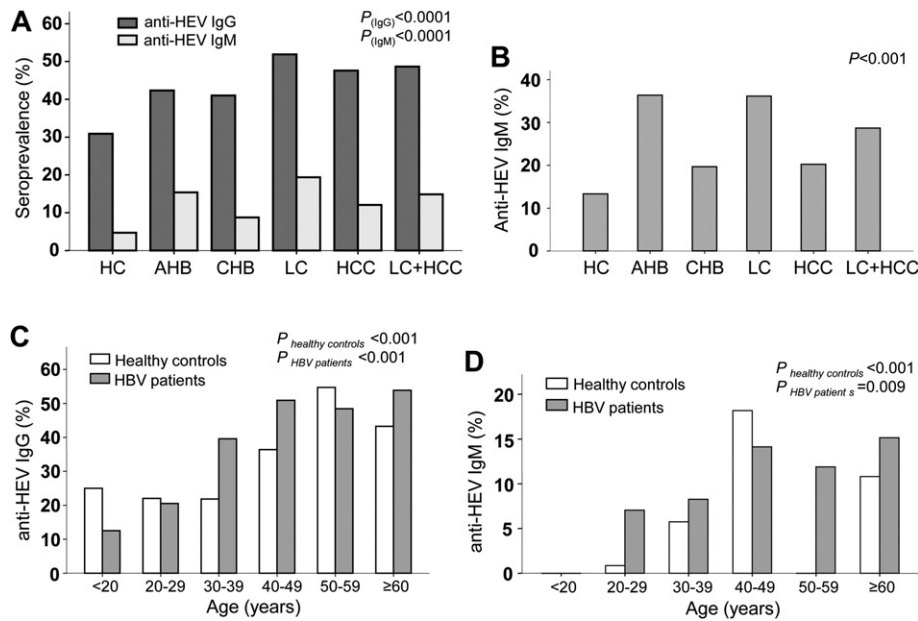 A
anti-HEV IgG
anti-HEV IgM
P(IgG)<0.0001
P(IgM)<0.0001
Seroprevalence (%)
60
50
40
30
20
10
0
HC AHB CHB LC HCC LC+HCC
B
P<0.001
Anti-HEV IgM (%)
40
30
20
10
0
HC AHB CHB LC HCC LC+HCC
C
Healthy controls
HBV patients
P healthy controls <0.001
P HBV patients <0.001
anti-HEV IgG (%)
60
50
40
30
20
10
0
<20 20-29 30-39 40-49 50-59 ≥60
Age (years)
D
Healthy controls
HBV patients
P healthy controls <0.001
P HBV patient s =0.009
anti-HEV IgM (%)
20
15
10
5
0
<20 20-29 30-39 40-49 50-59 ≥60
Age (years)